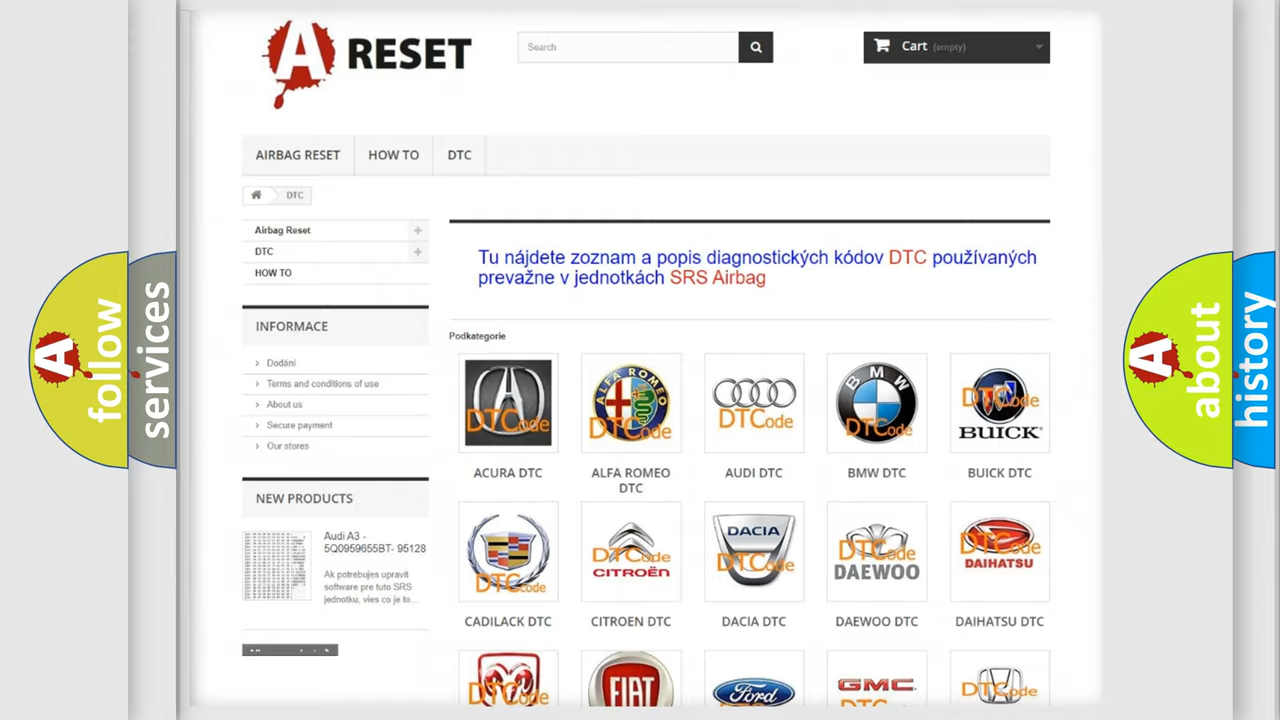 A RESET
Search
Cart (empty)
AIRBAG RESET
HOW TO
DTC
DTC
Airbag Reset
DTC
HOW TO
INFORMACE
Dodání
Terms and conditions of use
About us
Secure payment
Our stores
NEW PRODUCTS
Audi A3 -
5Q0959655BT- 95128
Ak potrebujes upravit
software pre tuto SRS
jednotku, vies co je to...
Tu nájdete zoznam a popis diagnostických kódov DTC používaných
prevažne v jednotkách SRS Airbag
Podkategorie
DTCode
ALFA ROMEO
DTCode
DTCode
BMW
DTCode
DTCode
BUICK
ACURA DTC
ALFA ROMEO
DTC
AUDI DTC
BMW DTC
BUICK DTC
DTCode
DTCode
CITROËN
DACIA
DTCode
DTCode
DAEWOO
DTCode
DAIHATSU
CADILACK DTC
CITROEN DTC
DACIA DTC
DAEWOO DTC
DAIHATSU DTC
DTCode
FIAT
Ford
GMC
DTCode
A follow
services
A about
history